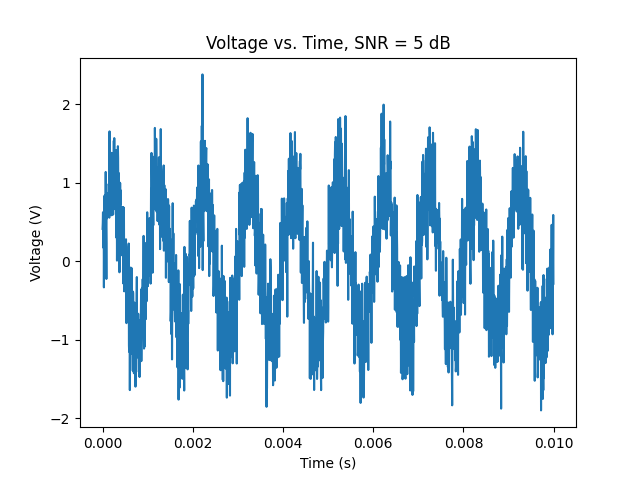 Voltage vs. Time, SNR = 5 dB
2
1
0
−1
−2
Voltage (V)
0.000 0.002 0.004 0.006 0.008 0.010
Time (s)